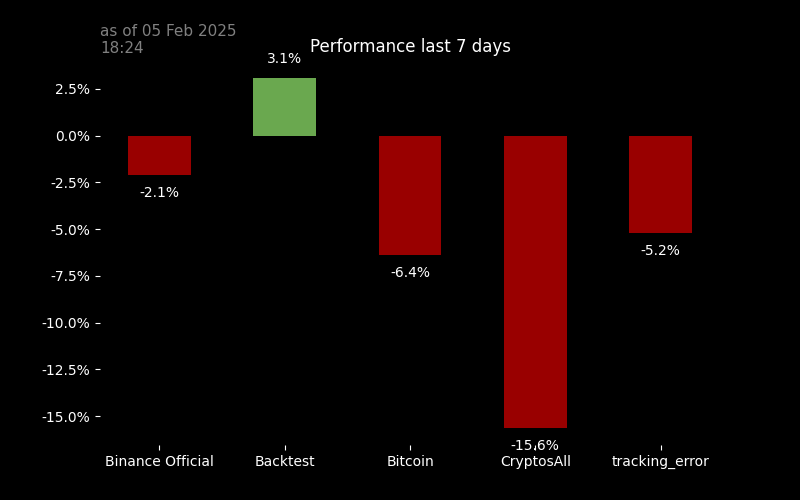 as of 05 Feb 2025
18:24
Performance last 7 days
3.1%
2.5%
0.0%
-2.5%
-2.1%
-5.0%
-5.2%
-6.4%
-7.5%
-10.0%
-12.5%
-15.0%
-15.6%
Binance Official
Backtest
Bitcoin
CryptosAll
tracking_error